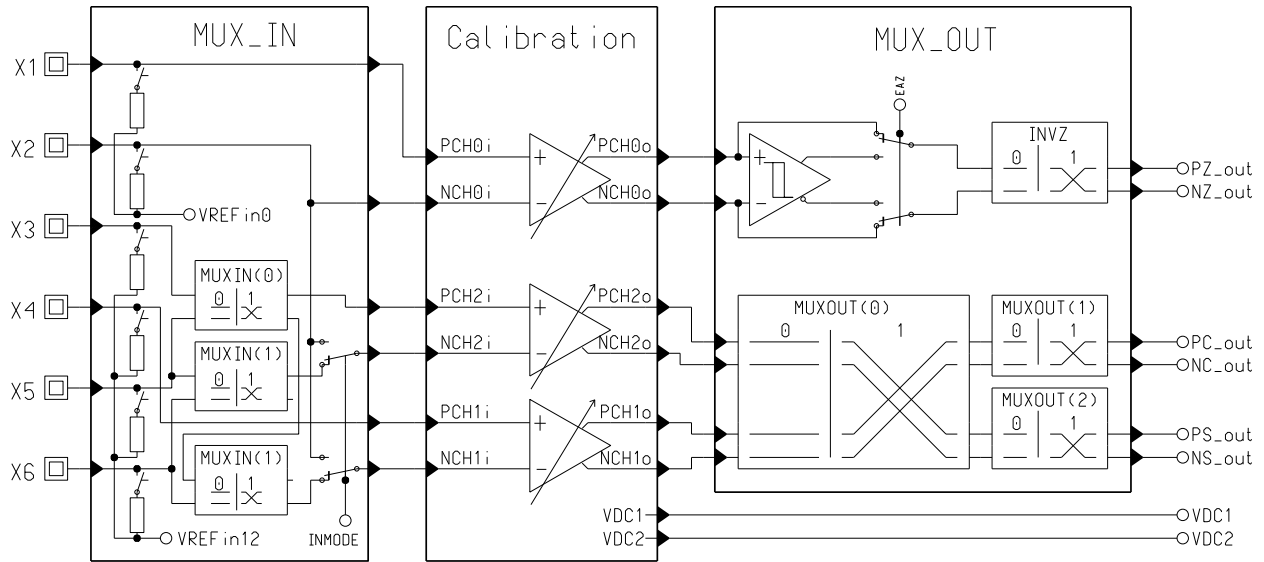 MUX_IN
Calibration
MUX_OUT
X1
X2
X3
X4
X5
X6
VREFin0
MUXIN(0)
0 1
MUXIN(1)
0 1
MUXIN(1)
0 1
VREFin12
INMODE
PCH0i
NCH0i
PCH2i
NCH2i
PCH1i
NCH1i
+
-
+
-
+
-
PCH0o
NCH0o
PCH2o
NCH2o
PCH1o
NCH1o
VDC1
VDC2
EAZ
+
-
INVZ
0 1
MUXOUT(0)
0 1
MUXOUT(1)
0 1
MUXOUT(2)
0 1
PZ_out
NZ_out
PC_out
NC_out
PS_out
NS_out
VDC1
VDC2